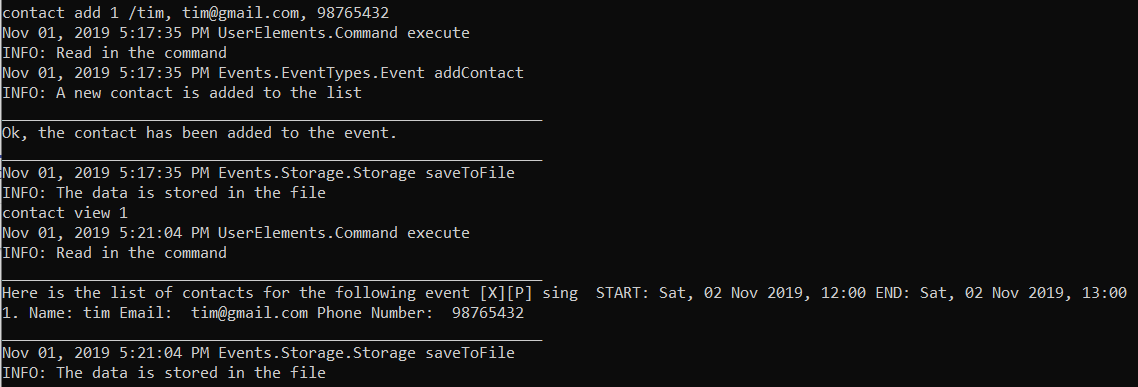 contact add 1 /tim, tim@gmail.com, 98765432
Nov 01, 2019 5:17:35 PM UserElements.Command execute
INFO: Read in the command
Nov 01, 2019 5:17:35 PM Events.EventTypes.Event addContact
INFO: A new contact is added to the list
____________________________________________________________
Ok, the contact has been added to the event.
____________________________________________________________
Nov 01, 2019 5:17:35 PM Events.Storage.Storage saveToFile
INFO: The data is stored in the file
contact view 1
Nov 01, 2019 5:21:04 PM UserElements.Command execute
INFO: Read in the command
____________________________________________________________
Here is the list of contacts for the following event [X][P] sing  START: Sat, 02 Nov 2019, 12:00 END: Sat, 02 Nov 2019, 13:00
1. Name: tim Email:  tim@gmail.com Phone Number:  98765432
____________________________________________________________
Nov 01, 2019 5:21:04 PM Events.Storage.Storage saveToFile
INFO: The data is stored in the file